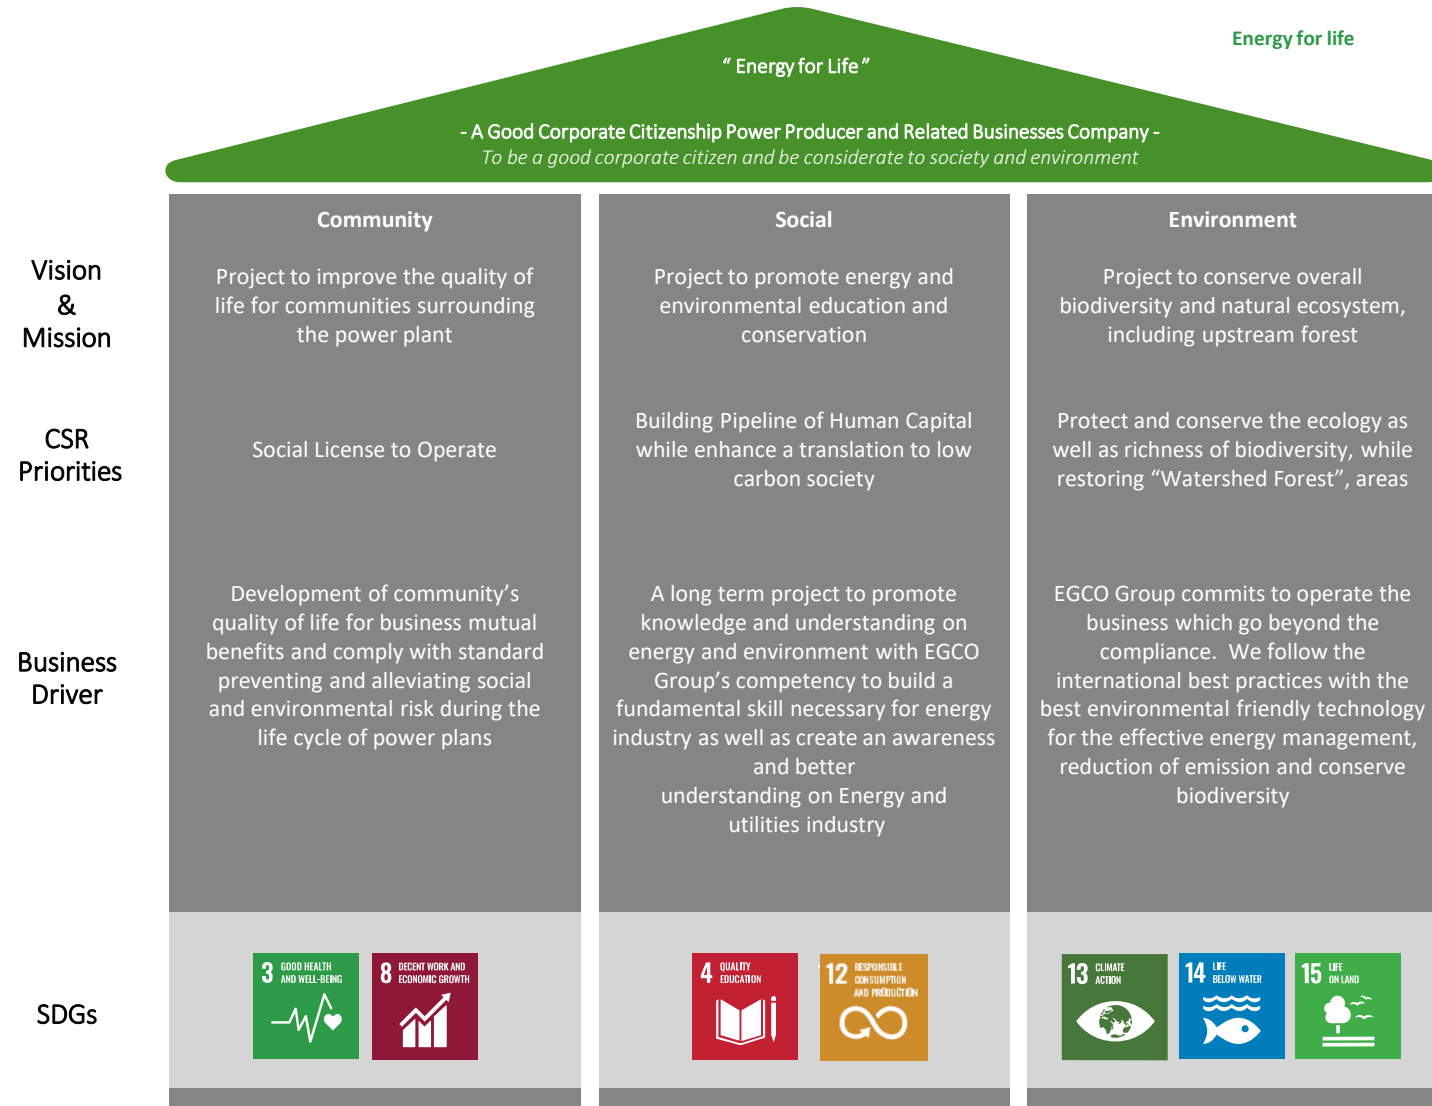 Energy for life
“ Energy for Life ”
- A Good Corporate Citizenship Power Producer and Related Businesses Company -
To be a good corporate citizen and be considerate to society and environment
Community
Social
Environment
Vision
&
Mission
Project to improve the quality of
life for communities surrounding
the power plant
Project to promote energy and
environmental education and
conservation
Project to conserve overall
biodiversity and natural ecosystem,
including upstream forest
CSR
Priorities
Social License to Operate
Building Pipeline of Human Capital
while enhance a translation to low
carbon society
Protect and conserve the ecology as
well as richness of biodiversity, while
restoring “Watershed Forest”, areas
Business
Driver
Development of community’s
quality of life for business mutual
benefits and comply with standard
preventing and alleviating social
and environmental risk during the
life cycle of power plans
A long term project to promote
knowledge and understanding on
energy and environment with EGCO
Group’s competency to build a
fundamental skill necessary for energy
industry as well as create an awareness
and better
understanding on Energy and
utilities industry
EGCO Group commits to operate the
business which go beyond the
compliance.  We follow the
international best practices with the
best environmental friendly technology
for the effective energy management,
reduction of emission and conserve
biodiversity
SDGs
3 GOOD HEALTH
AND WELL-BEING
8 DECENT WORK AND
ECONOMIC GROWTH
4 QUALITY
EDUCATION
12 RESPONSIBLE
CONSUMPTION
AND PRODUCTION
13 CLIMATE
ACTION
14 LIFE
BELOW WATER
15 LIFE
ON LAND